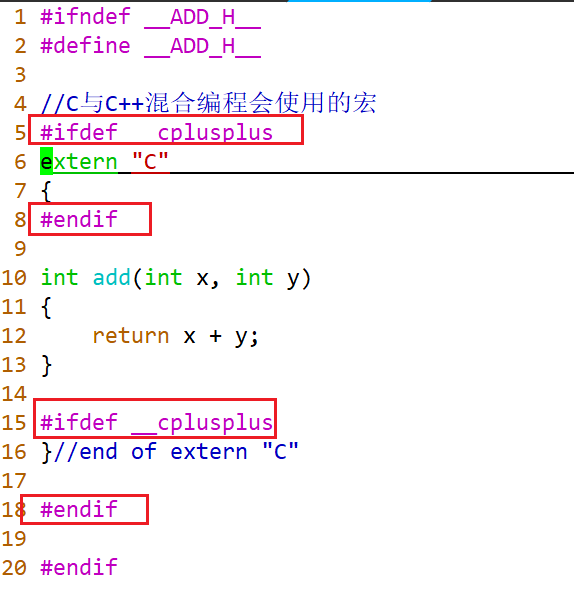 1 #ifndef __ADD_H__
2 #define __ADD_H__
3
4 //C与C++混合编程会使用的宏
5 #ifdef __cplusplus
6 extern "C"
7 {
8 #endif
9
10 int add(int x, int y)
11 {
12     return x + y;
13 }
14
15 #ifdef __cplusplus
16 }//end of extern "C"
17
18 #endif
19
20 #endif